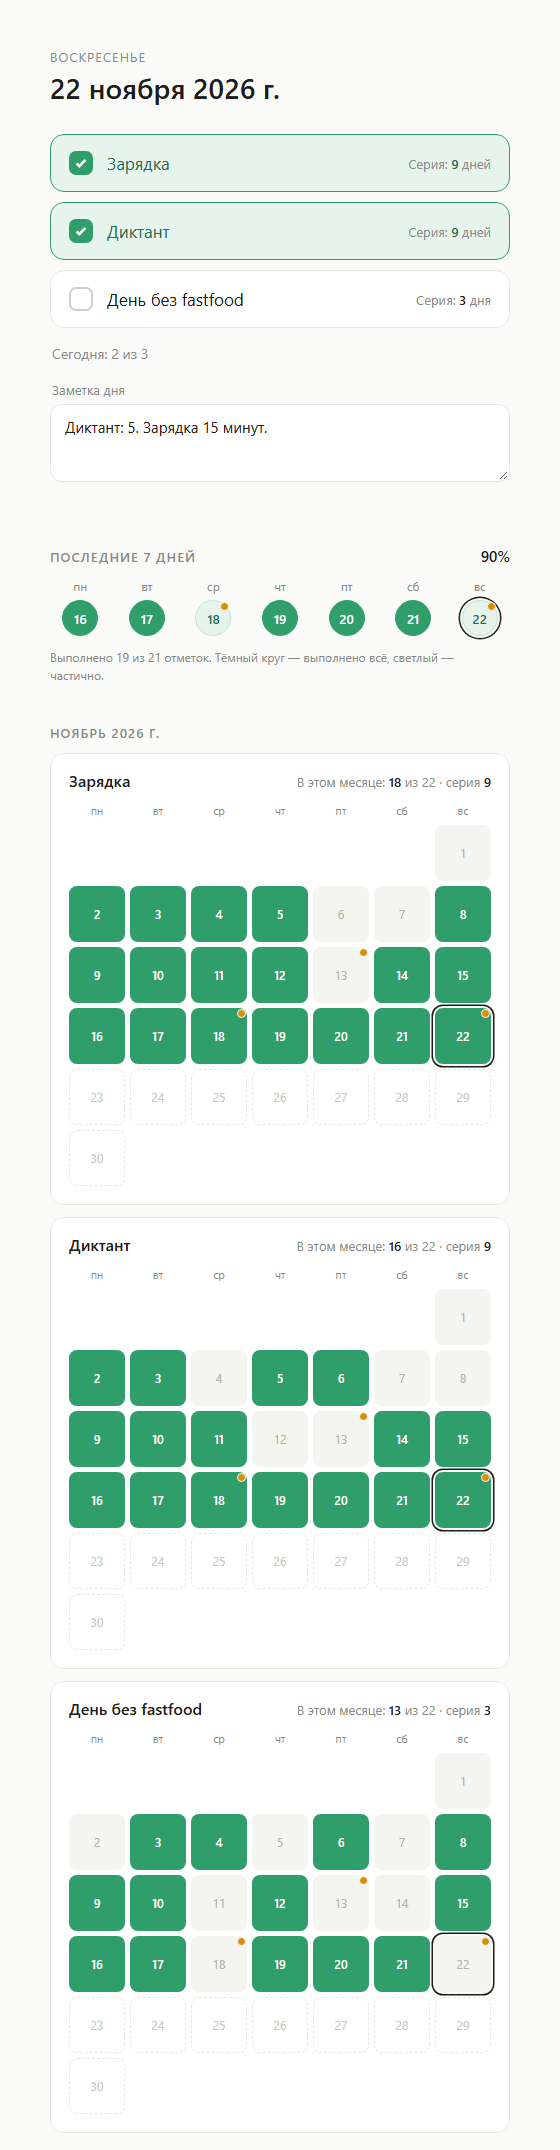 ВОСКРЕСЕНЬЕ
22 ноября 2026 г.
Зарядка Серия: 9 дней
Диктант Серия: 9 дней
День без fastfood Серия: 3 дня
Сегодня: 2 из 3
Заметка дня
Диктант: 5. Зарядка 15 минут.
ПОСЛЕДНИЕ 7 ДНЕЙ 90%
пн вт ср чт пт сб вс
16 17 18 19 20 21 22
Выполнено 19 из 21 отметок. Тёмный круг — выполнено всё, светлый —
частично.
НОЯБРЬ 2026 Г.
Зарядка В этом месяце: 18 из 22 · серия 9
пн вт ср чт пт сб вс
1
2 3 4 5 6 7 8
9 10 11 12 13 14 15
16 17 18 19 20 21 22
23 24 25 26 27 28 29
30
Диктант В этом месяце: 16 из 22 · серия 9
пн вт ср чт пт сб вс
1
2 3 4 5 6 7 8
9 10 11 12 13 14 15
16 17 18 19 20 21 22
23 24 25 26 27 28 29
30
День без fastfood В этом месяце: 13 из 22 · серия 3
пн вт ср чт пт сб вс
1
2 3 4 5 6 7 8
9 10 11 12 13 14 15
16 17 18 19 20 21 22
23 24 25 26 27 28 29
30